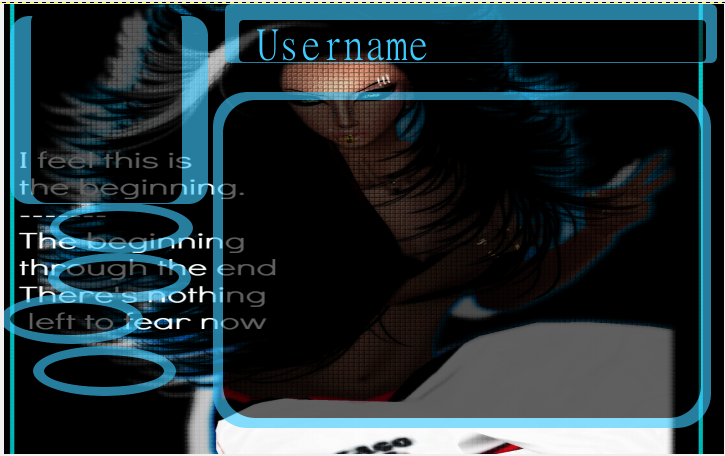 Username
I feel this is
the beginning.
-------
The beginning
through the end
There's nothing
left to fear now